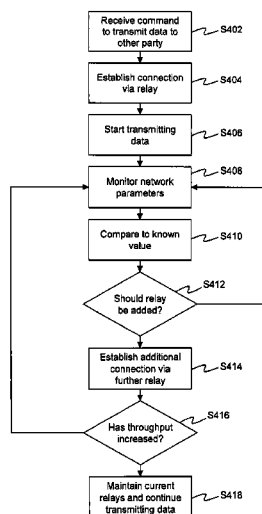 Receive command
to transmit data to
other party
S402
Establish connection
via relay
S404
Start transmitting
data
S406
Monitor network
parameters
S408
Compare to known
value
S410
Should relay
be added?
S412
Establish additional
connection via
further relay
S414
Has throughput
increased?
S416
Maintain current
relays and continue
transmitting data
S418